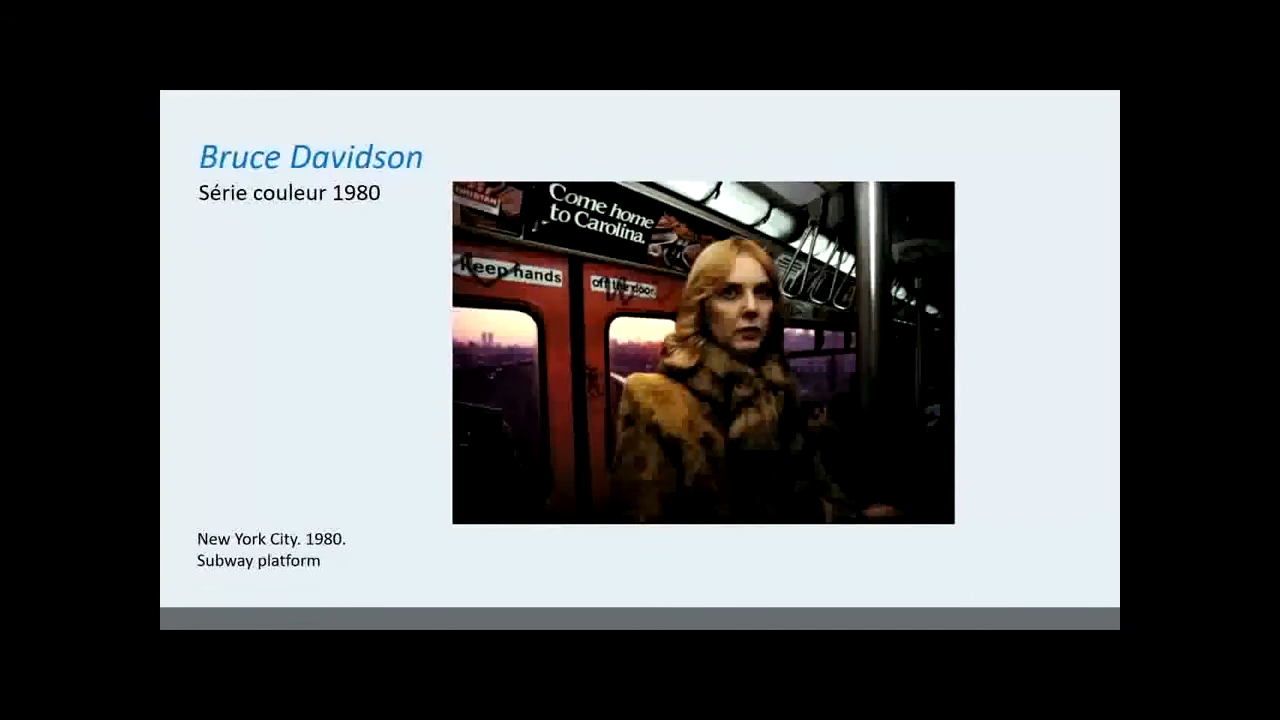 Bruce Davidson
Série couleur 1980
Come home
to Carolina.
Keep hands
off the door.
New York City. 1980.
Subway platform